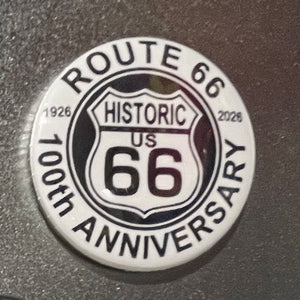 ROUTE 66
1926
2026
HISTORIC
US
66
100th ANNIVERSARY